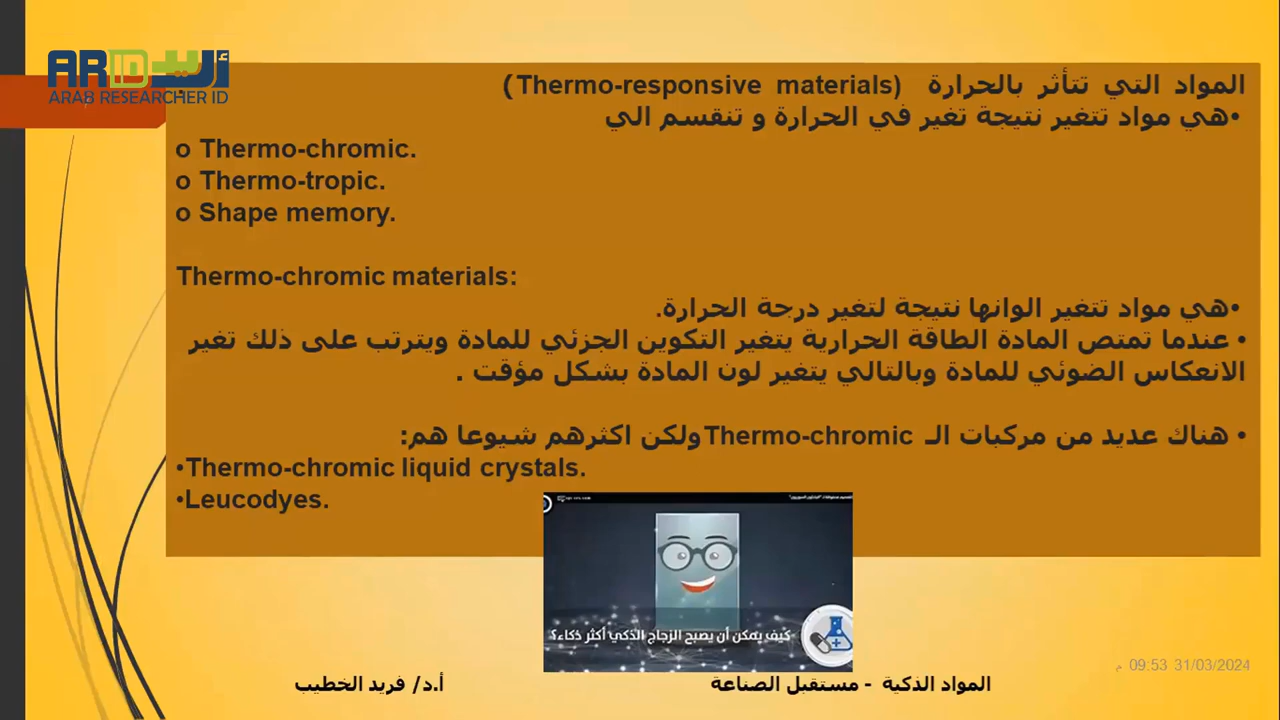 ARID أريد
ARAB RESEARCHER ID
المواد التي تتأثر بالحرارة (Thermo-responsive materials)
•هي مواد تتغير نتيجة تغير في الحرارة و تنقسم الي
o Thermo-chromic.
o Thermo-tropic.
o Shape memory.
Thermo-chromic materials:
•هي مواد تتغير الوانها نتيجة لتغير درجة الحرارة.
• عندما تمتص المادة الطاقة الحرارية يتغير التكوين الجزئي للمادة ويترتب على ذلك تغير
الانعكاس الضوئي للمادة وبالتالي يتغير لون المادة بشكل مؤقت .
• هناك عديد من مركبات الـ Thermo-chromic ولكن اكثرهم شيوعا هم:
•Thermo-chromic liquid crystals.
•Leucodyes.
كيف يمكن أن يصبح الزجاج الذكي أكثر ذكاء؟
09:53 31/03/2024 م
المواد الذكية - مستقبل الصناعة
أ.د/ فريد الخطيب